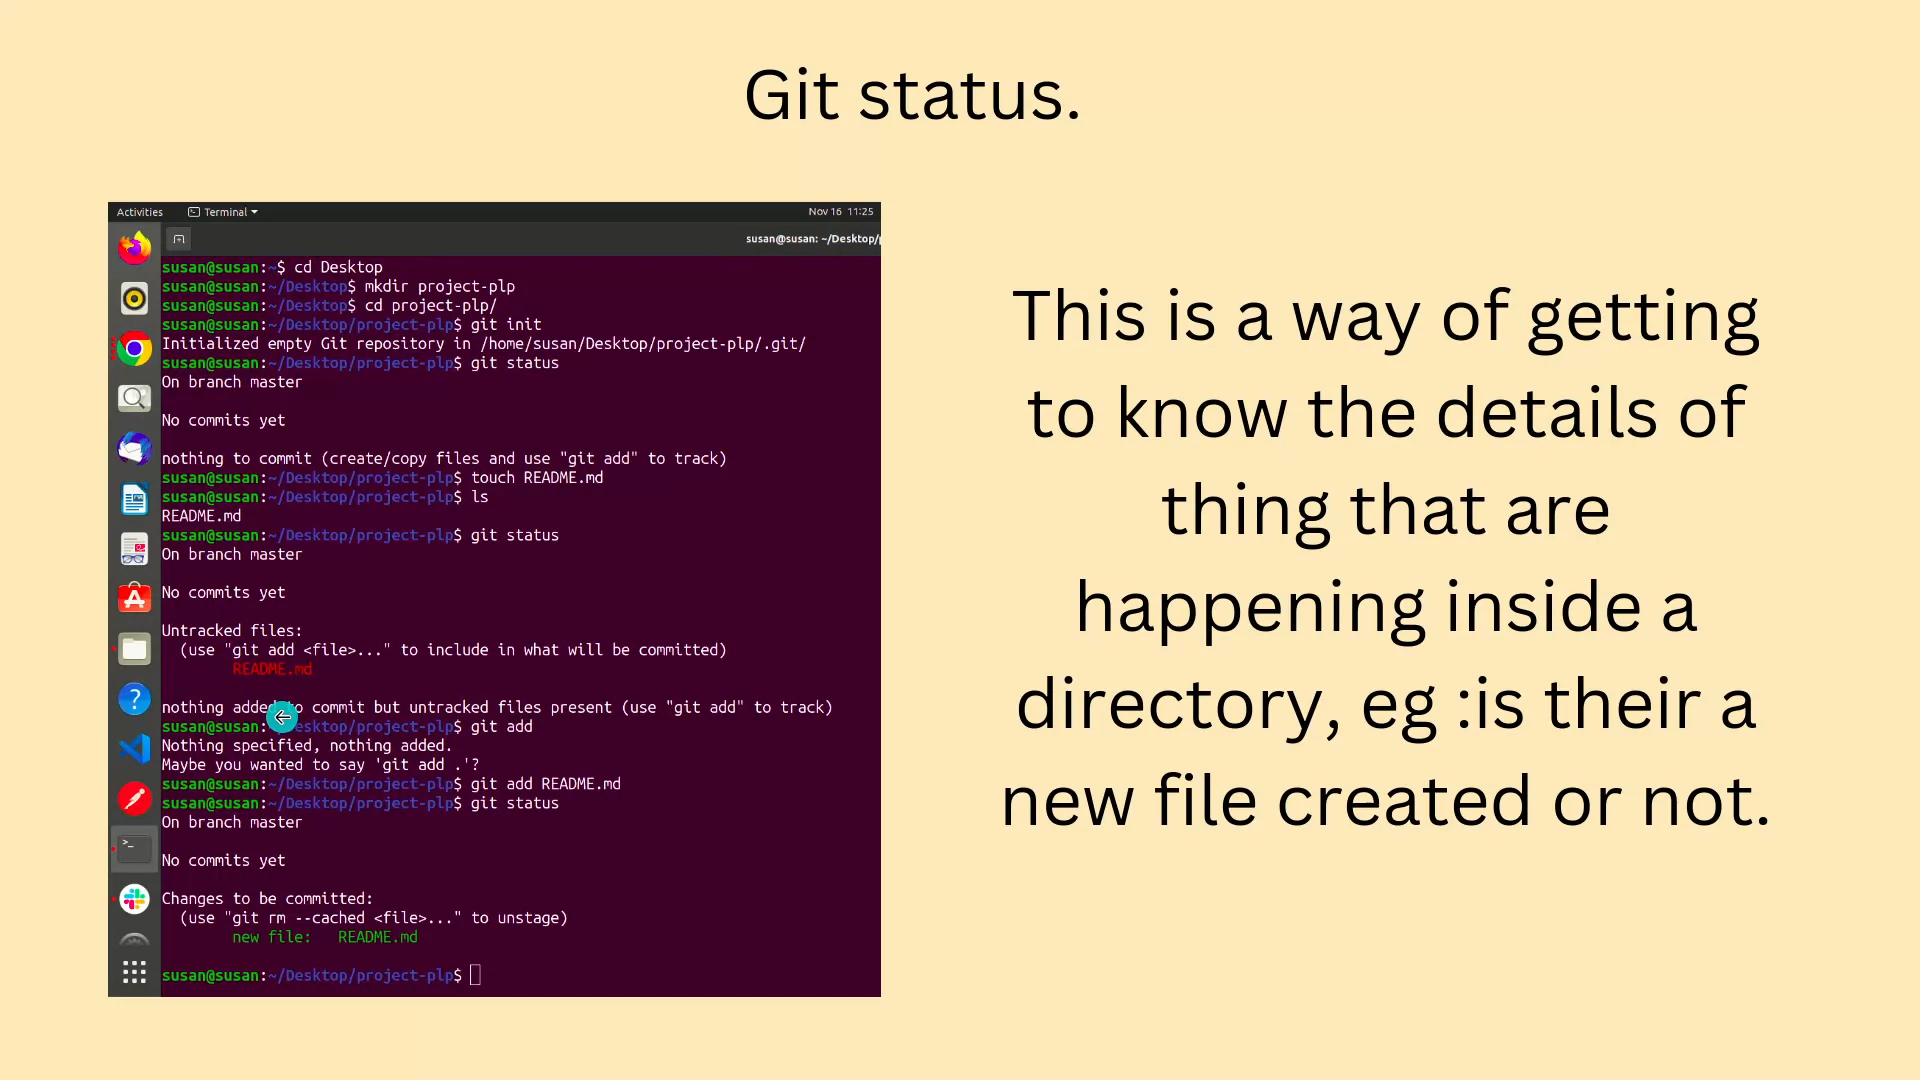 Git status.
Activities Terminal Nov 16 11:25
susan@susan: ~/Desktop/p
susan@susan:~$ cd Desktop
susan@susan:~/Desktop$ mkdir project-plp
susan@susan:~/Desktop$ cd project-plp/
susan@susan:~/Desktop/project-plp$ git init
Initialized empty Git repository in /home/susan/Desktop/project-plp/.git/
susan@susan:~/Desktop/project-plp$ git status
On branch master
No commits yet
nothing to commit (create/copy files and use "git add" to track)
susan@susan:~/Desktop/project-plp$ touch README.md
susan@susan:~/Desktop/project-plp$ ls
README.md
susan@susan:~/Desktop/project-plp$ git status
On branch master
No commits yet
Untracked files:
(use "git add <file>..." to include in what will be committed)
README.md
nothing added to commit but untracked files present (use "git add" to track)
susan@susan:~/Desktop/project-plp$ git add
Nothing specified, nothing added.
Maybe you wanted to say 'git add .'?
susan@susan:~/Desktop/project-plp$ git add README.md
susan@susan:~/Desktop/project-plp$ git status
On branch master
No commits yet
Changes to be committed:
(use "git rm --cached <file>..." to unstage)
new file: README.md
susan@susan:~/Desktop/project-plp$
This is a way of getting
to know the details of
thing that are
happening inside a
directory, eg :is their a
new file created or not.